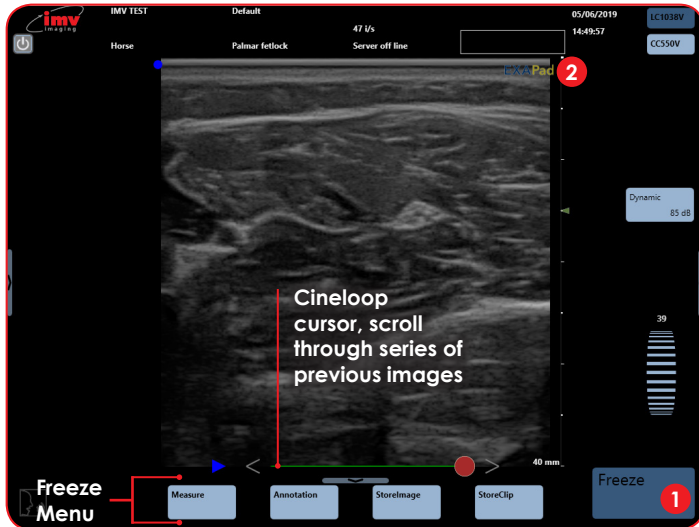 imv
imaging
IMV TEST
Default
05/06/2019
LC1038V
47 i/s
14:49:57
Horse
Palmar fetlock
Server off line
CC550V
Pad
2
Dynamic
85 dB
39
Cineloop
cursor, scroll
through series of
previous images
40 mm
Freeze
Menu
Measure
Annotation
StoreImage
StoreClip
Freeze
1